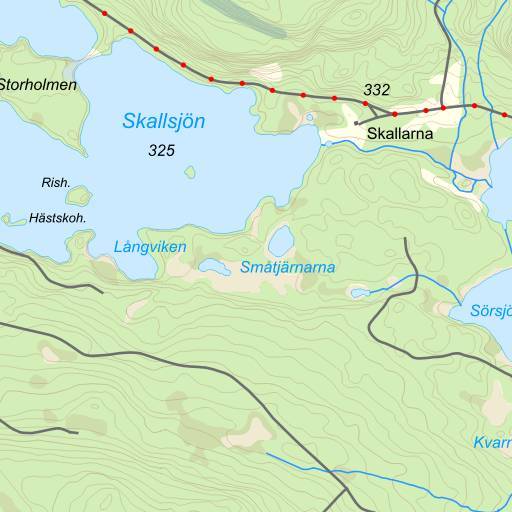 Storholmen
332
Skallsjön
Skallarna
325
Rish.
Hästskoh.
Långviken
Småtjärnarna
Sörsjö
Kvarn